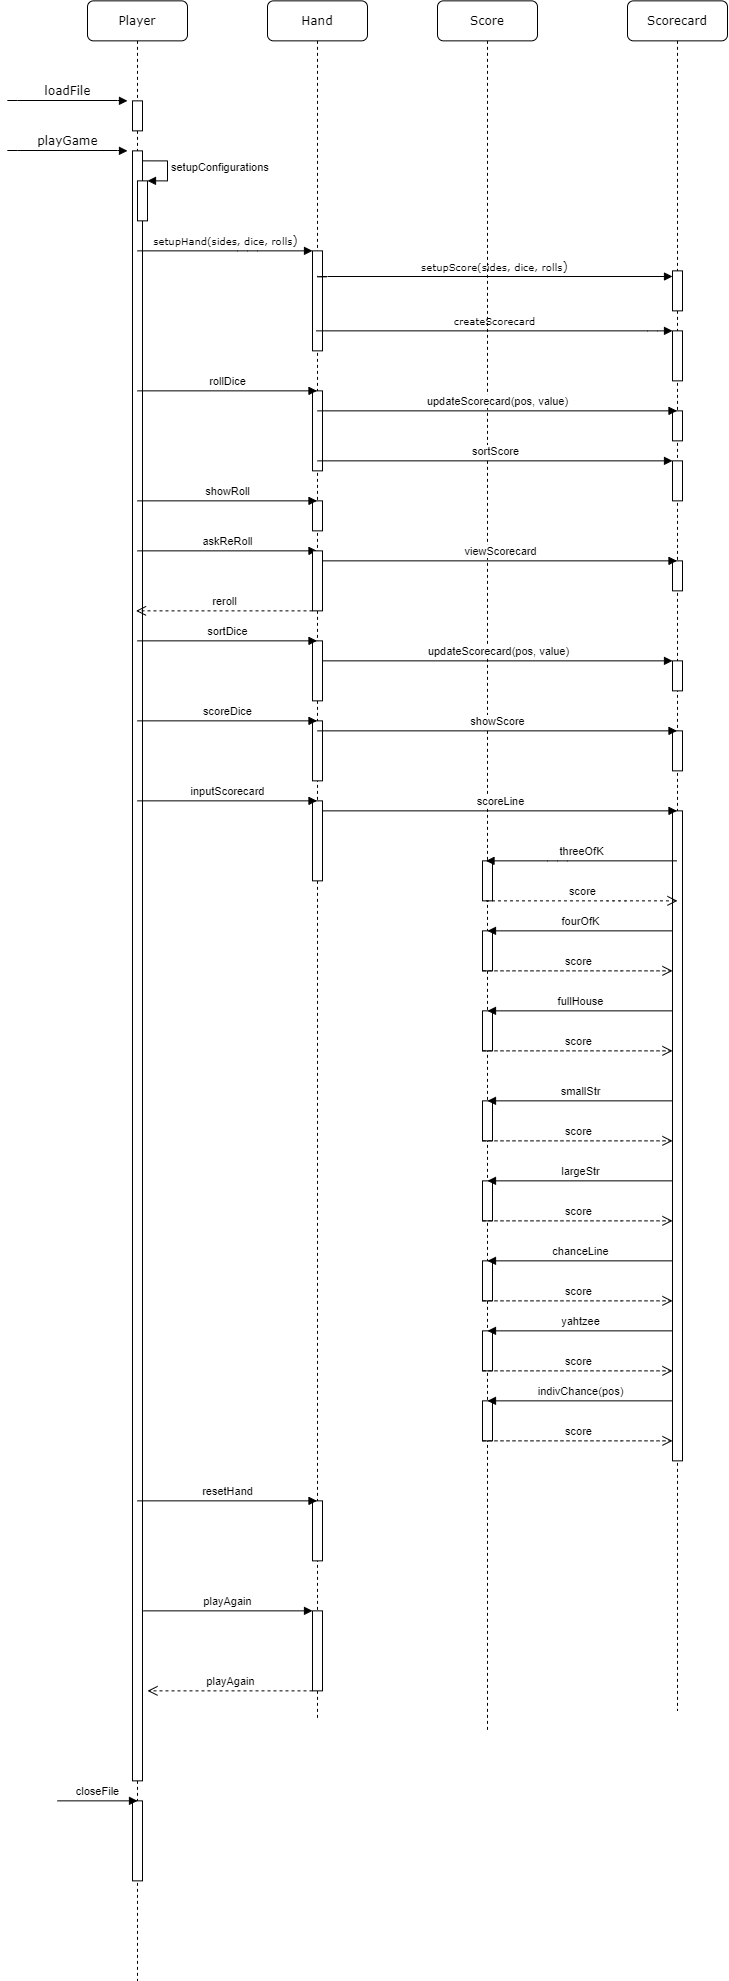 Player
Hand
Score
Scorecard
loadFile
playGame
setupConfigurations
setupHand(sides, dice, rolls)
setupScore(sides, dice, rolls)
createScorecard
rollDice
updateScorecard(pos, value)
sortScore
showRoll
askReRoll
viewScorecard
reroll
sortDice
updateScorecard(pos, value)
scoreDice
showScore
inputScorecard
scoreLine
threeOfK
score
fourOfK
score
fullHouse
score
smallStr
score
largeStr
score
chanceLine
score
yahtzee
score
indivChance(pos)
score
resetHand
playAgain
playAgain
closeFile